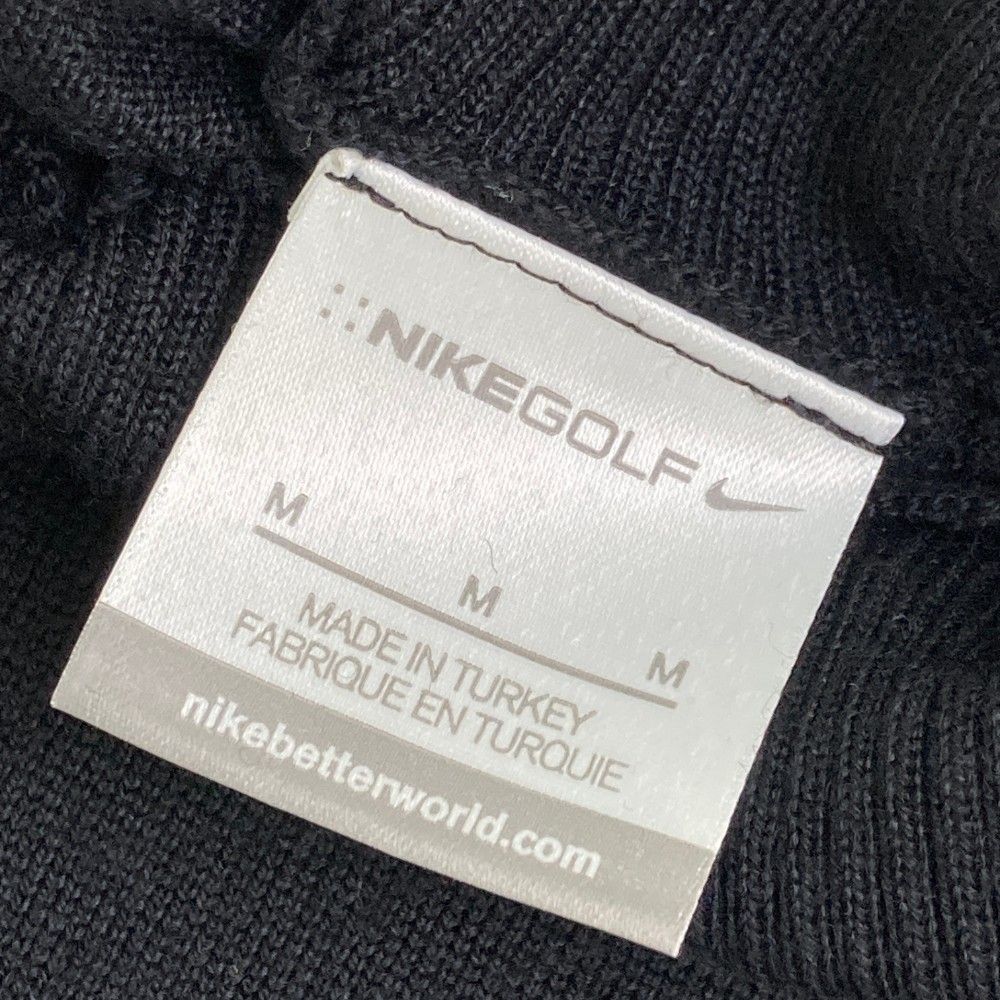 NIKEGOLF
M
M
M
MADE IN TURKEY
FABRIQUE EN TURQUIE
nikebetterworld.com